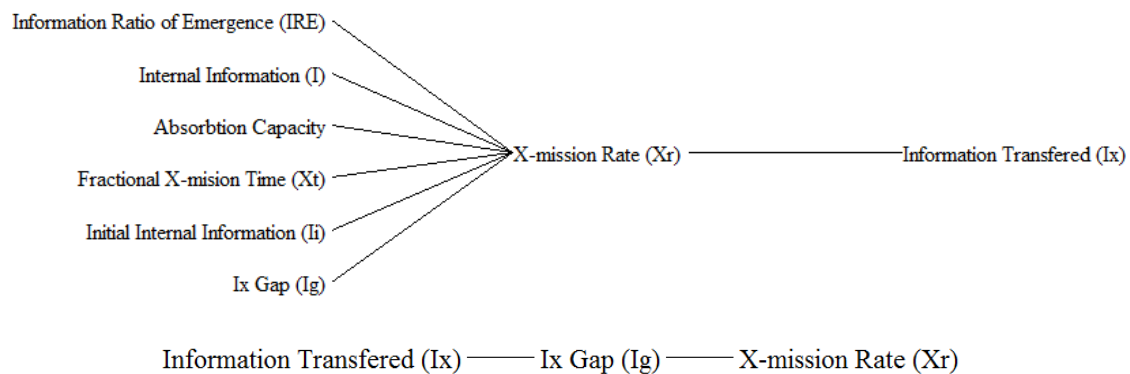 Information Ratio of Emergence (IRE)
Internal Information (I)
Absorbtion Capacity
Fractional X-mision Time (Xt)
Initial Internal Information (Ii)
Ix Gap (Ig)
X-mission Rate (Xr)
Information Transfered (Ix)
Information Transfered (Ix) Ix Gap (Ig) X-mission Rate (Xr)